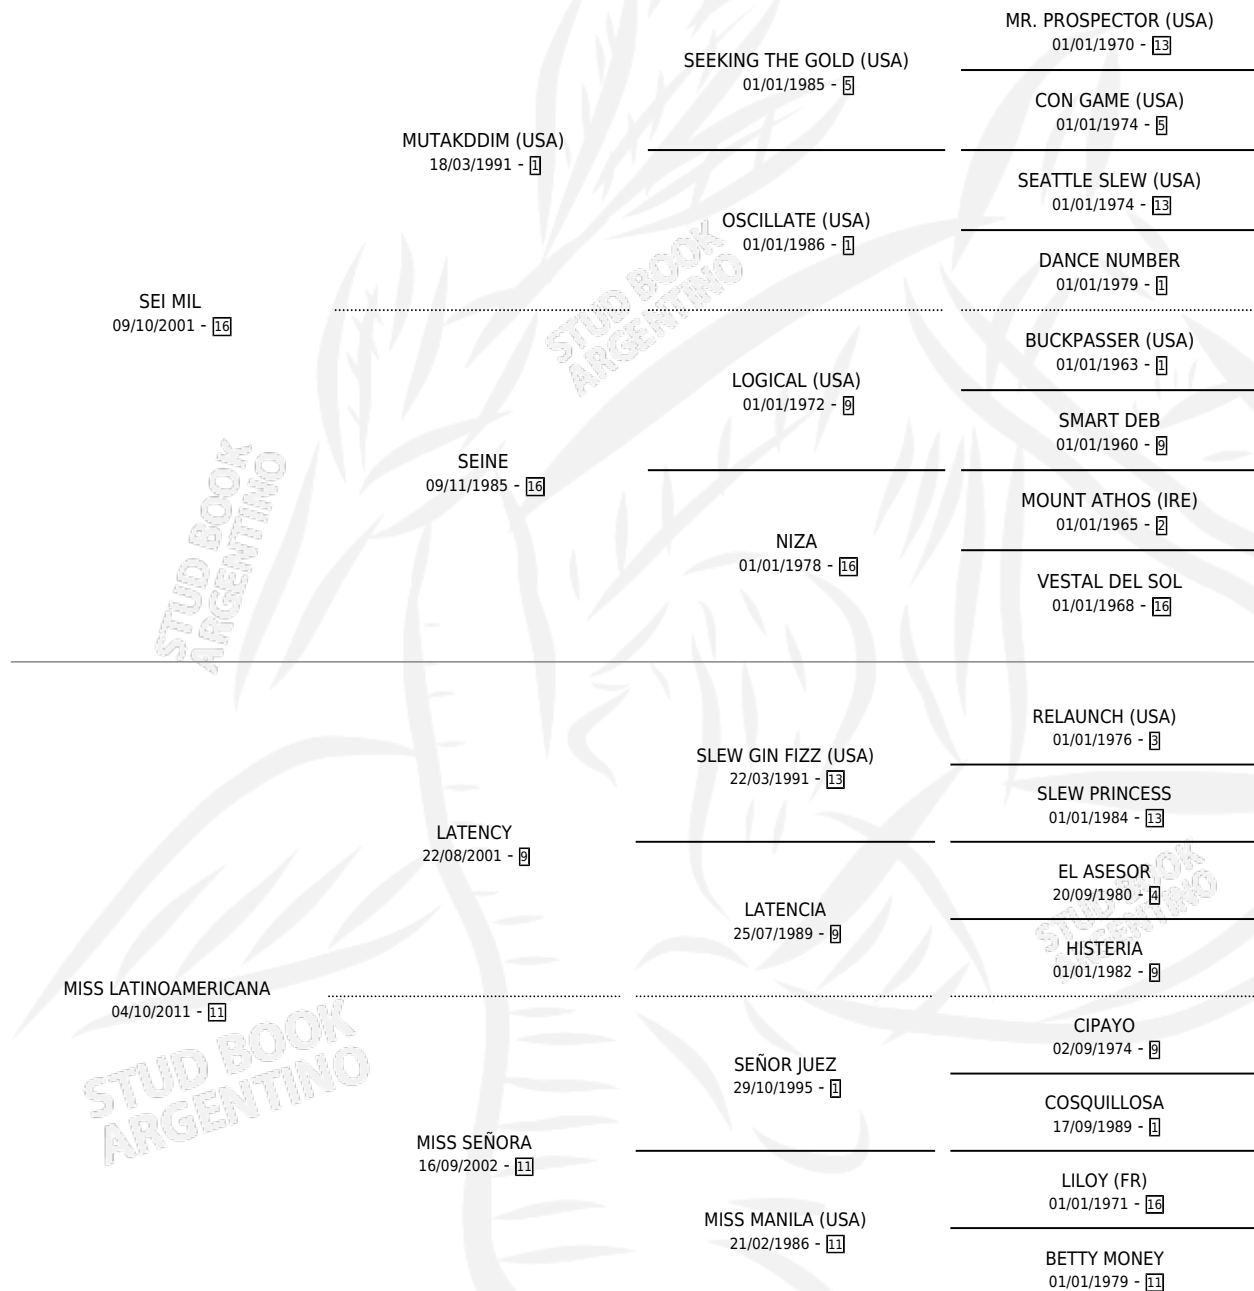 MR. PROSPECTOR (USA)
01/01/1970 - 13
SEEKING THE GOLD (USA)
01/01/1985 - 5
CON GAME (USA)
01/01/1974 - 5
MUTAKDDIM (USA)
18/03/1991 - 1
SEATTLE SLEW (USA)
01/01/1974 - 13
OSCILLATE (USA)
01/01/1986 - 1
DANCE NUMBER
01/01/1979 - 1
SEI MIL
09/10/2001 - 16
STUD BOOK
ARGENTINO
BUCKPASSER (USA)
01/01/1963 - 1
LOGICAL (USA)
01/01/1972 - 9
SMART DEB
01/01/1960 - 9
SEINE
09/11/1985 - 16
MOUNT ATHOS (IRE)
01/01/1965 - 2
NIZA
01/01/1978 - 16
VESTAL DEL SOL
01/01/1968 - 16
STUD BOOK
ARGENTINO
RELAUNCH (USA)
01/01/1976 - 3
SLEW GIN FIZZ (USA)
22/03/1991 - 13
SLEW PRINCESS
01/01/1984 - 13
LATENCY
22/08/2001 - 9
EL ASESOR
20/09/1980 - 4
LATENCIA
25/07/1989 - 9
HISTERIA
01/01/1982 - 9
STUD BOOK
ARGENTINO
MISS LATINOAMERICANA
04/10/2011 - 11
STUD BOOK
ARGENTINO
CIPAYO
02/09/1974 - 9
SEÑOR JUEZ
29/10/1995 - 1
COSQUILLOSA
17/09/1989 - 1
MISS SEÑORA
16/09/2002 - 11
LILOY (FR)
01/01/1971 - 16
MISS MANILA (USA)
21/02/1986 - 11
BETTY MONEY
01/01/1979 - 11